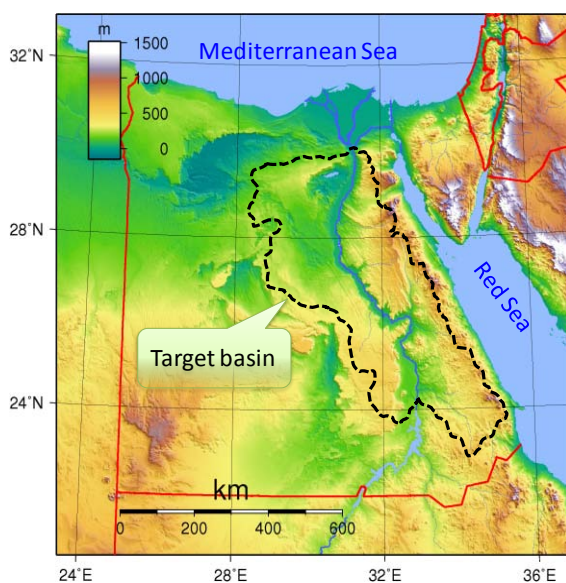 m
1500
1000
500
0
Mediterranean Sea
32°N
28°N
24°N
Red Sea
Target basin
km
0 200 400 600
24°E 28°E 32°E 36°E